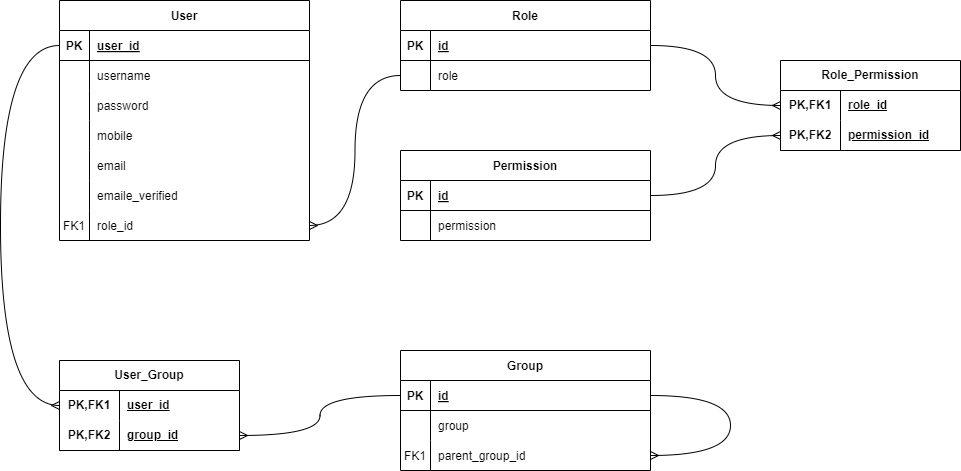 User
PK user_id
username
password
mobile
email
emaile_verified
FK1 role_id
Role
PK id
role
Permission
PK id
permission
Role_Permission
PK,FK1 role_id
PK,FK2 permission_id
User_Group
PK,FK1 user_id
PK,FK2 group_id
Group
PK id
group
FK1 parent_group_id